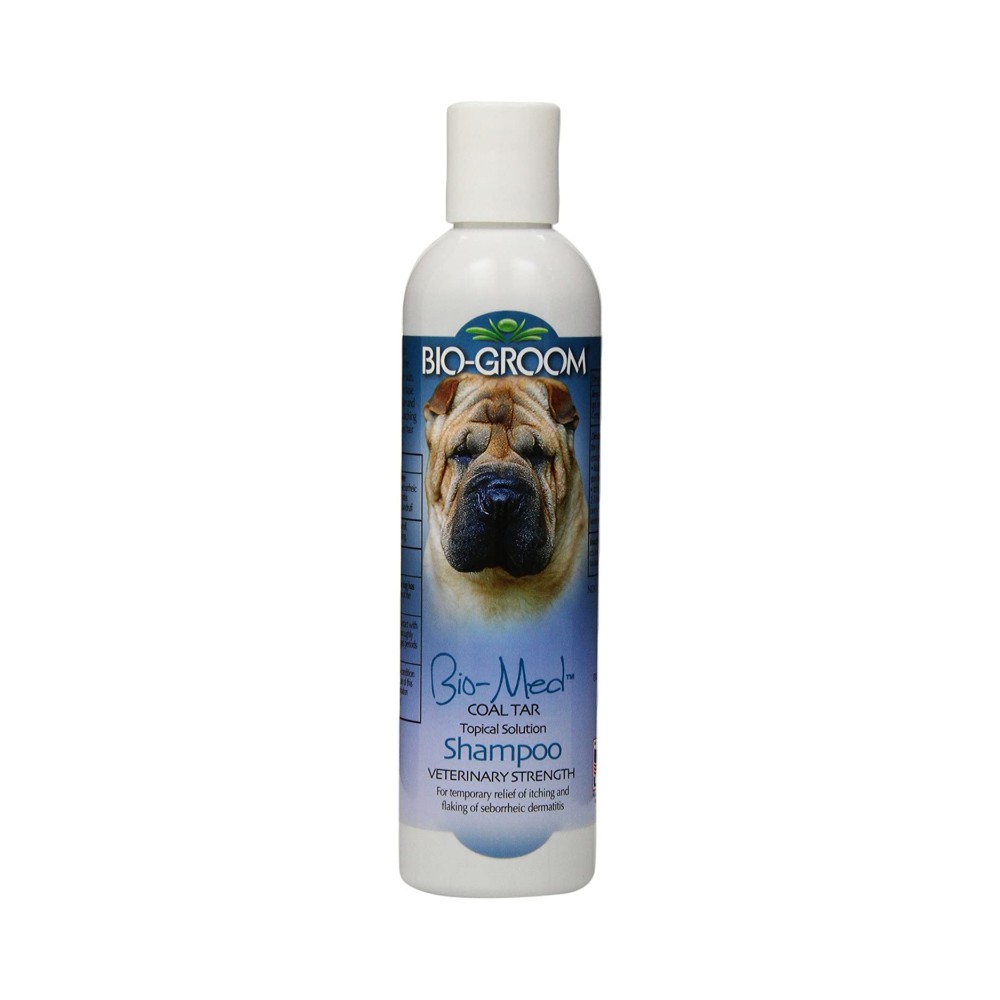 BIO-GROOM
Bio-Med™
COAL TAR
Topical Solution
Shampoo
VETERINARY STRENGTH
For temporary relief of itching and
flaking of seborrheic dermatitis